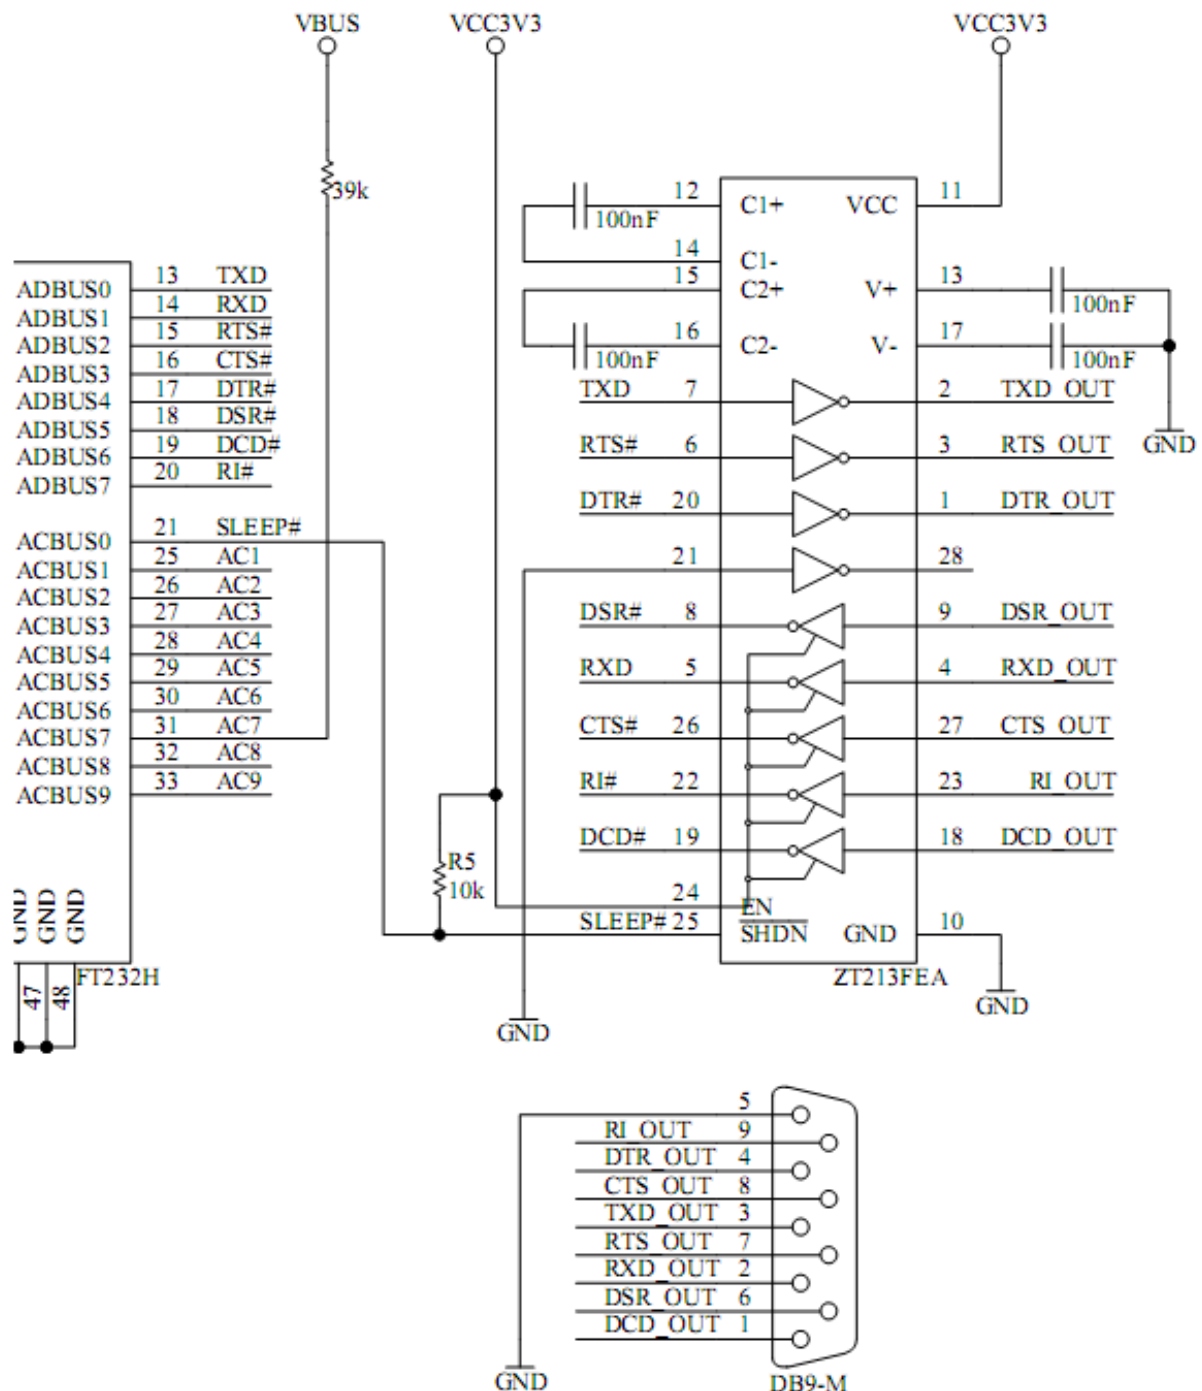 VBUS
VCC3V3
VCC3V3
39k
ADBUS0 13 TXD
ADBUS1 14 RXD
ADBUS2 15 RTS#
ADBUS3 16 CTS#
ADBUS4 17 DTR#
ADBUS5 18 DSR#
ADBUS6 19 DCD#
ADBUS7 20 RI#
ACBUS0 21 SLEEP#
ACBUS1 25 AC1
ACBUS2 26 AC2
ACBUS3 27 AC3
ACBUS4 28 AC4
ACBUS5 29 AC5
ACBUS6 30 AC6
ACBUS7 31 AC7
ACBUS8 32 AC8
ACBUS9 33 AC9
GND
GND
GND
47
48
FT232H
R5
10k
100nF
100nF
12 C1+ VCC 11
14 C1-
15 C2+ V+ 13
16 C2- V- 17
100nF
100nF
GND
TXD 7 2 TXD_OUT
RTS# 6 3 RTS_OUT
DTR# 20 1 DTR_OUT
21 28
DSR# 8 9 DSR_OUT
RXD 5 4 RXD_OUT
CTS# 26 27 CTS_OUT
RI# 22 23 RI_OUT
DCD# 19 18 DCD_OUT
24 EN
SLEEP# 25 SHDN GND 10
ZT213FEA
GND
GND
5
RI_OUT 9
DTR_OUT 4
CTS_OUT 8
TXD_OUT 3
RTS_OUT 7
RXD_OUT 2
DSR_OUT 6
DCD_OUT 1
GND
DB9-M